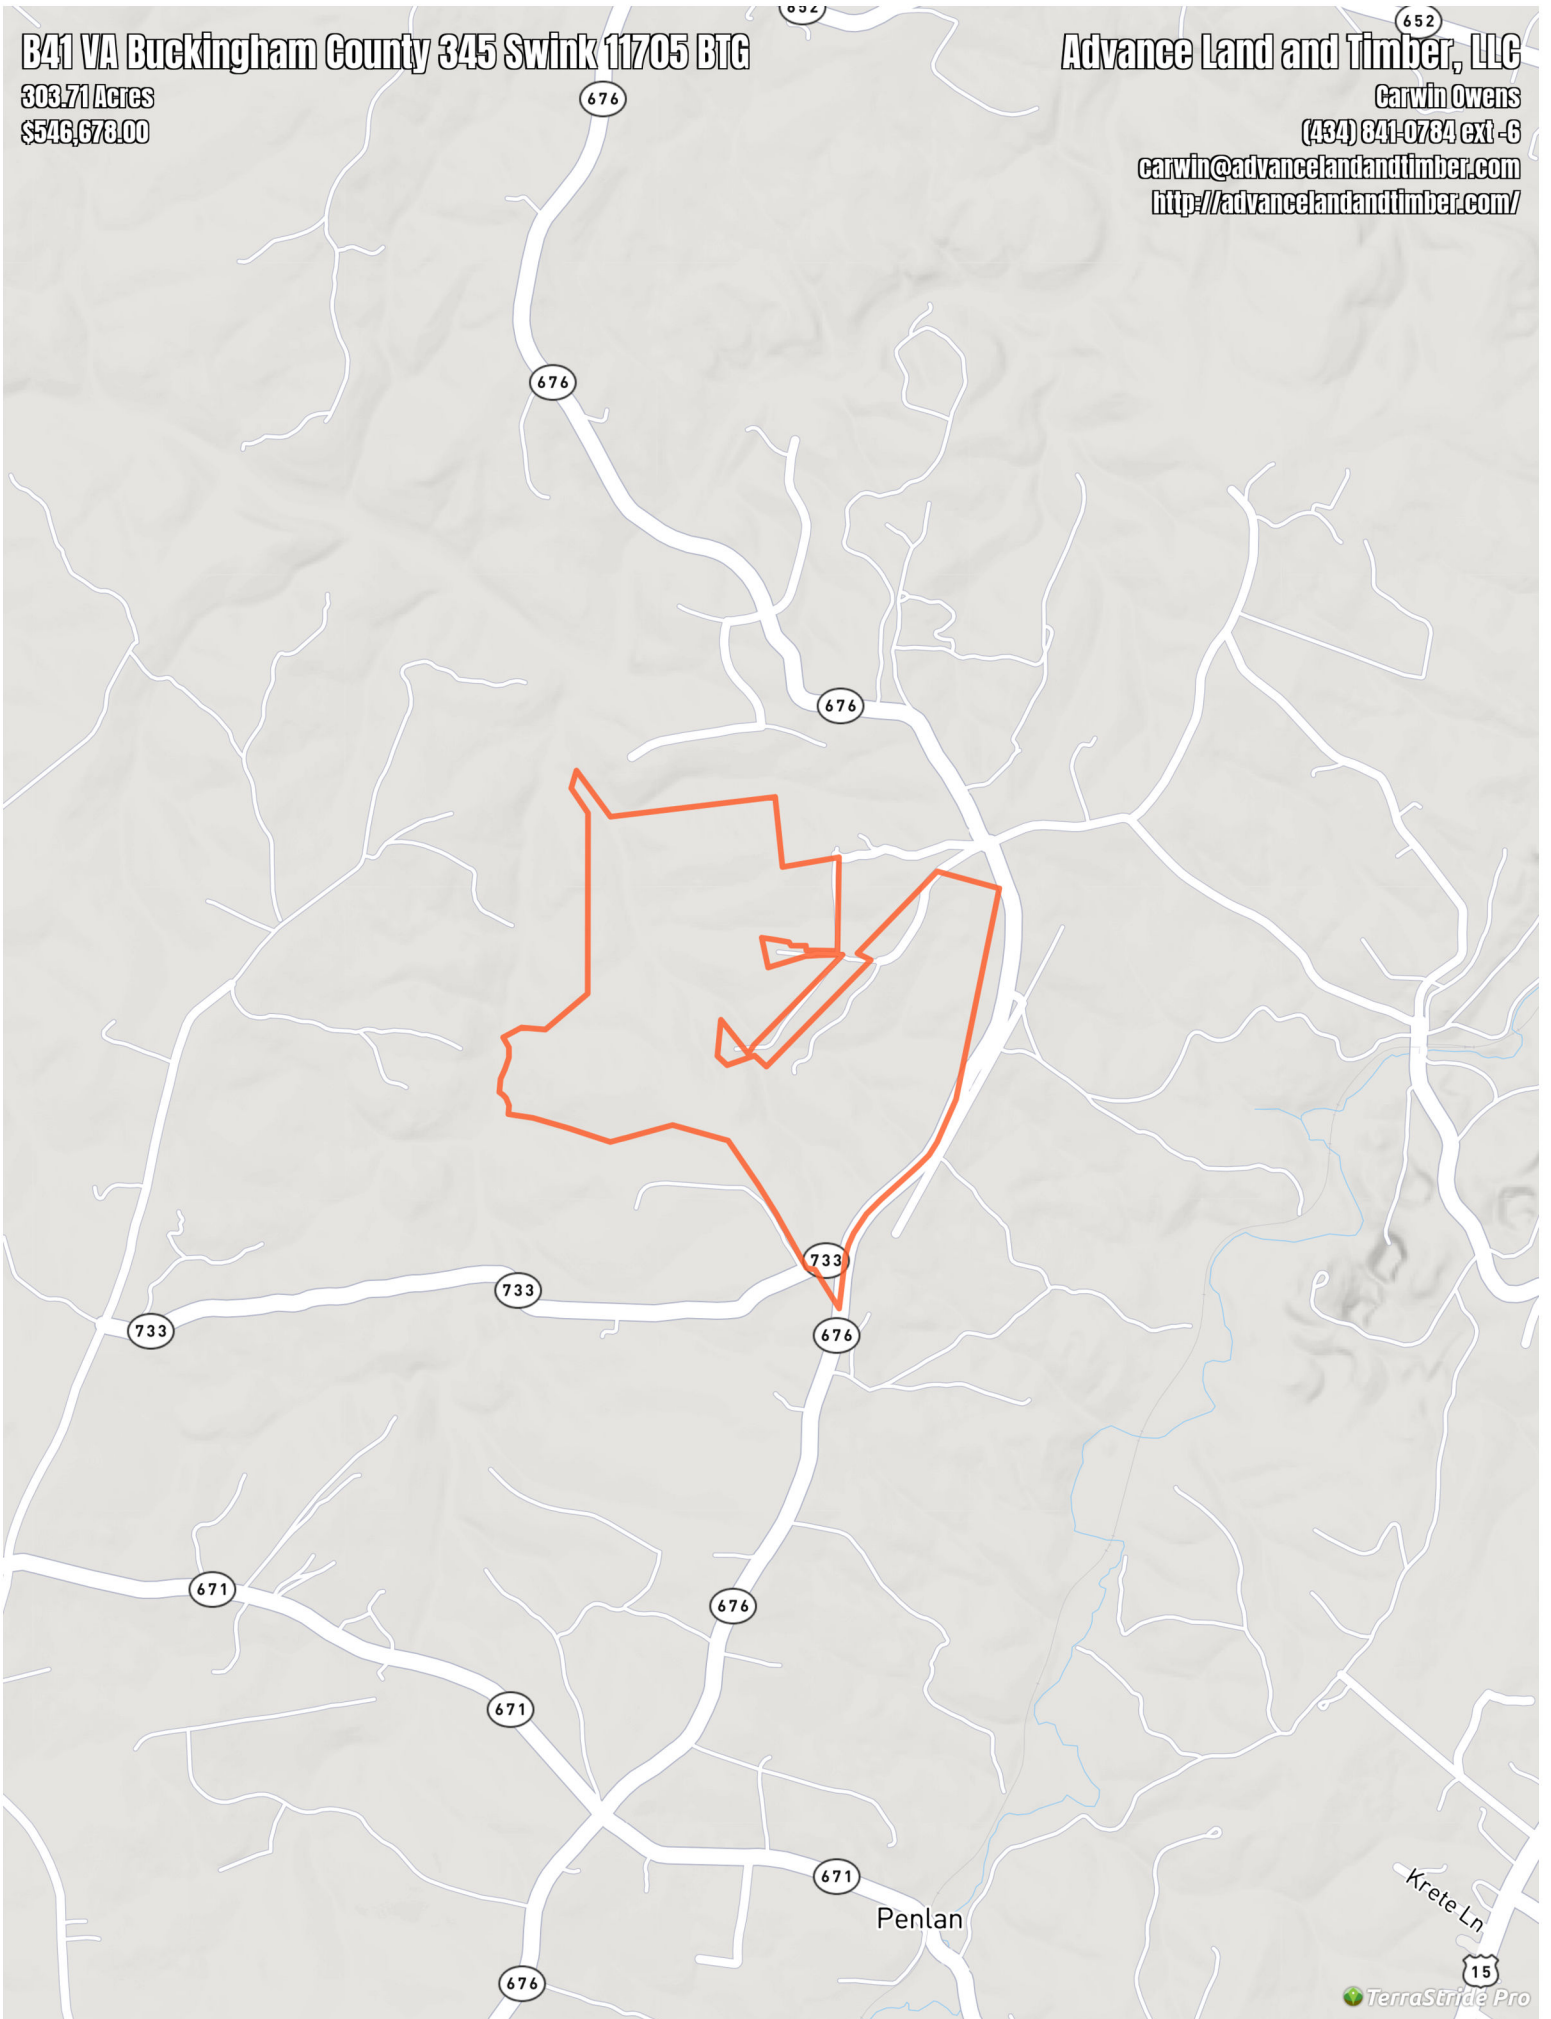 652
652
B41 VA Buckingham County 345 Swink 11705 BTG
303.71 Acres
$546,678.00
Advance Land and Timber, LLC
Carwin Owens
(434) 841-0784 ext -6
carwin@advancelandandtimber.com
http://advancelandandtimber.com/
676
676
676
733
733
733
676
671
676
671
671
Penlan
Krete Ln
676
15
TerraStride Pro